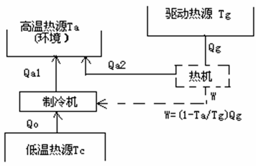 高温热源Ta
(环境)
驱动热源 Tg
Qg
Qa1
Qa2
热机
W
制冷机
W=(1-Ta/Tg)Qg
Qo
低温热源Tc